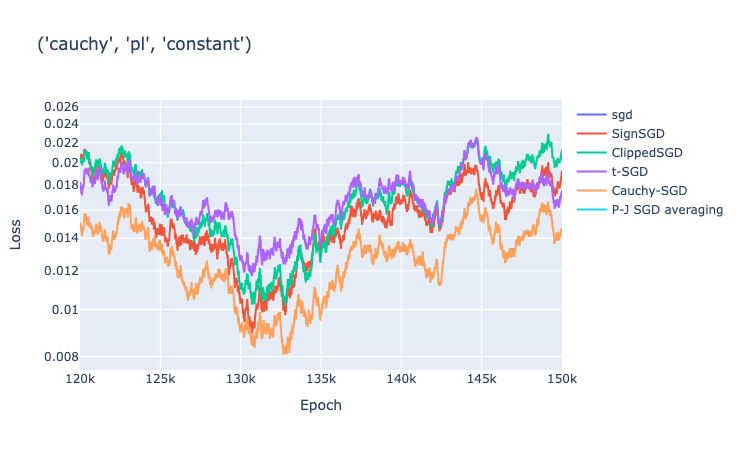 ('cauchy', 'pl', 'constant')
0.026
0.024
0.022
0.02
0.018
0.016
0.014
0.012
0.01
0.008
Loss
120k 125k 130k 135k 140k 145k 150k
Epoch
sgd
SignSGD
ClippedSGD
t-SGD
Cauchy-SGD
P-J SGD averaging